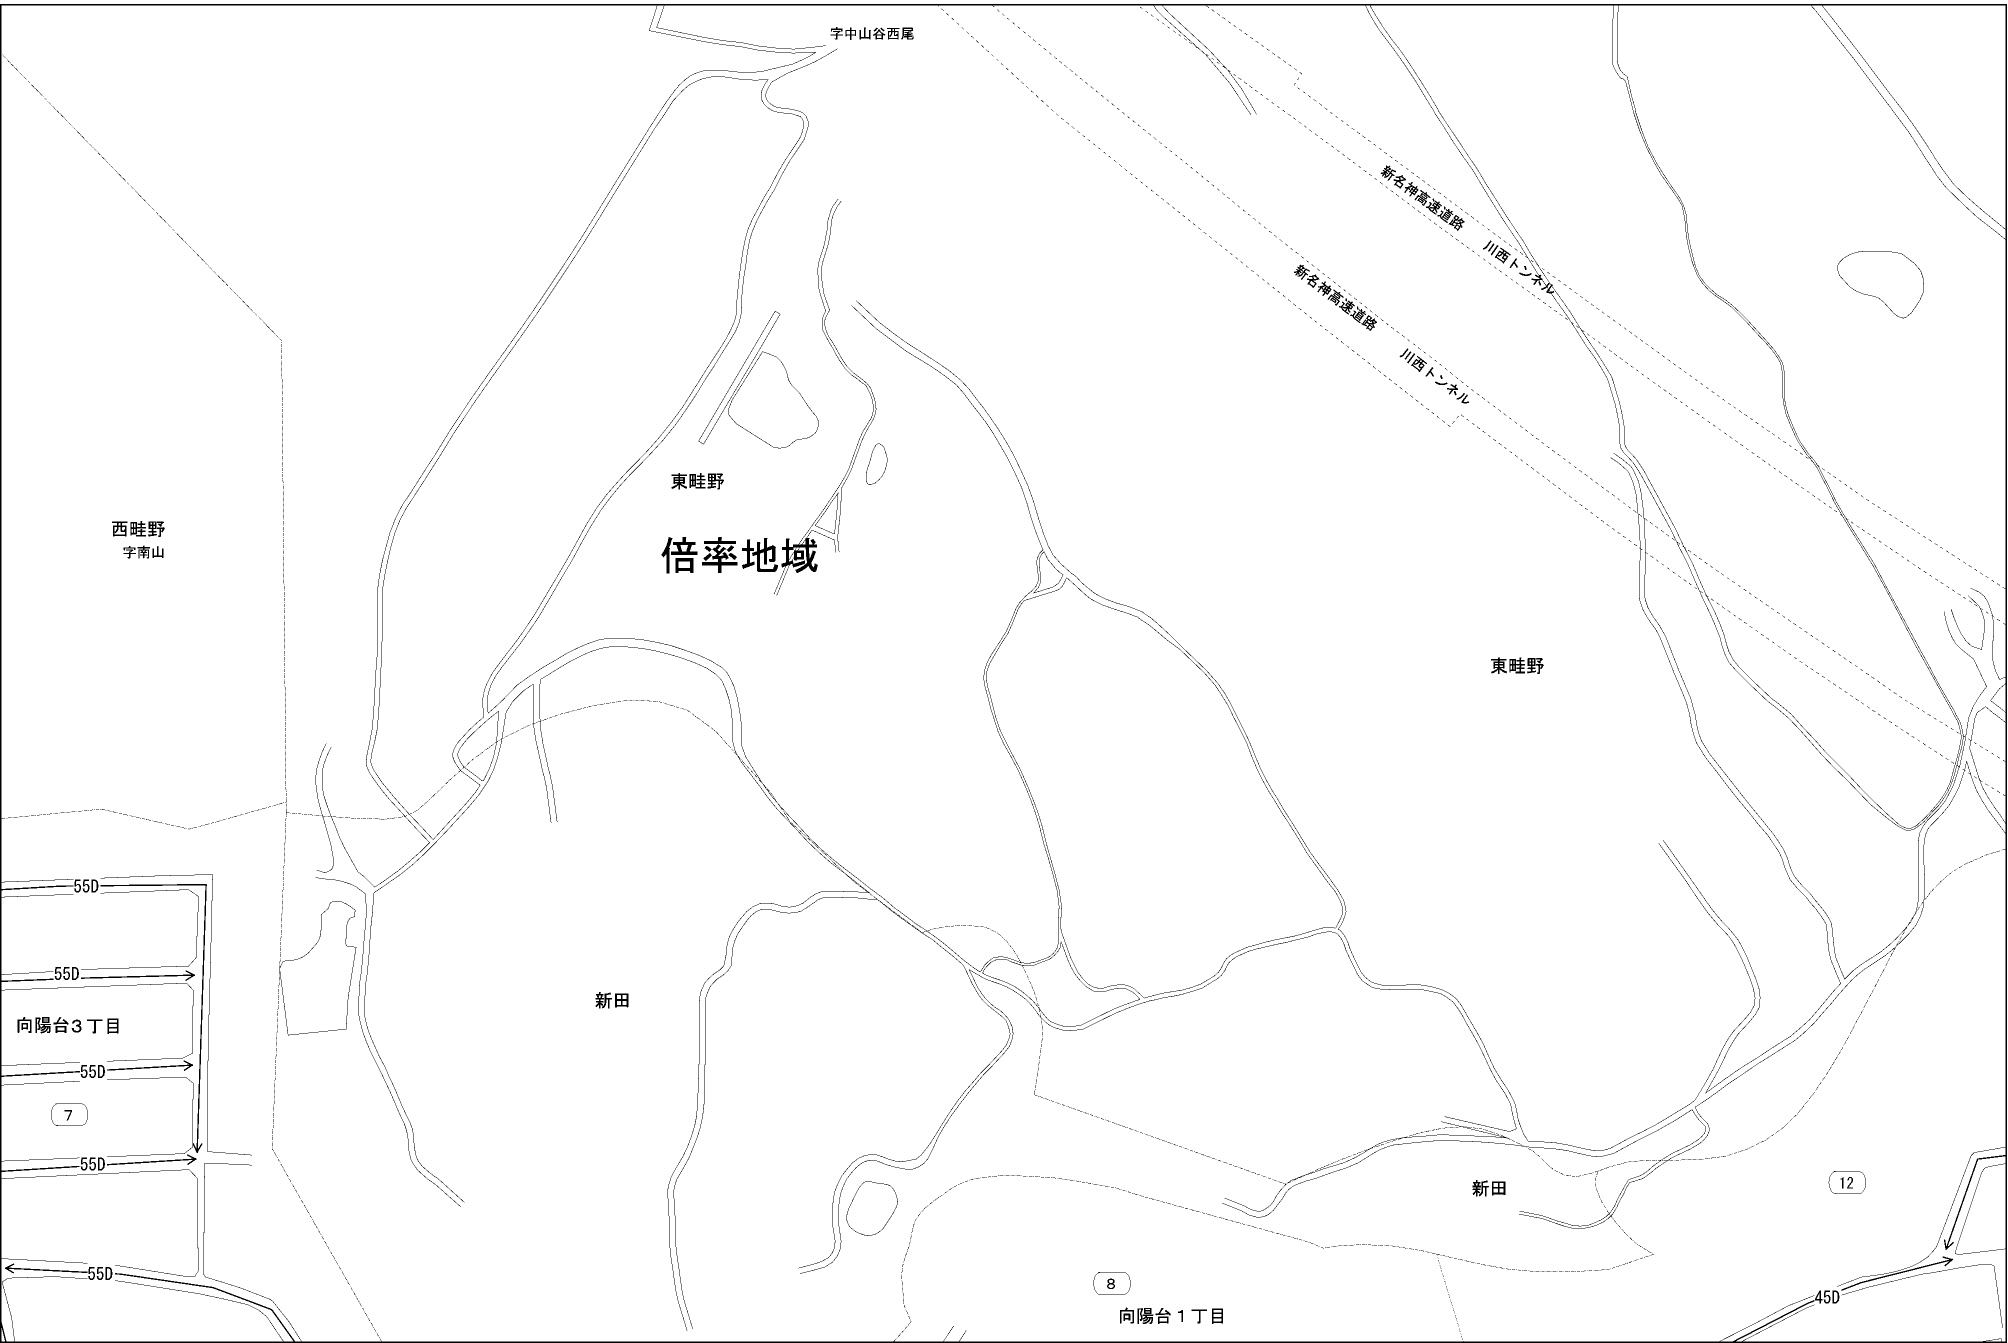 字中山谷西尾
新名神高速道路 川西トンネル
新名神高速道路 川西トンネル
東畦野
西畦野
字南山
倍率地域
東畦野
55D
55D
新田
向陽台3丁目
55D
7
55D
新田
12
55D
8
45D
向陽台1丁目